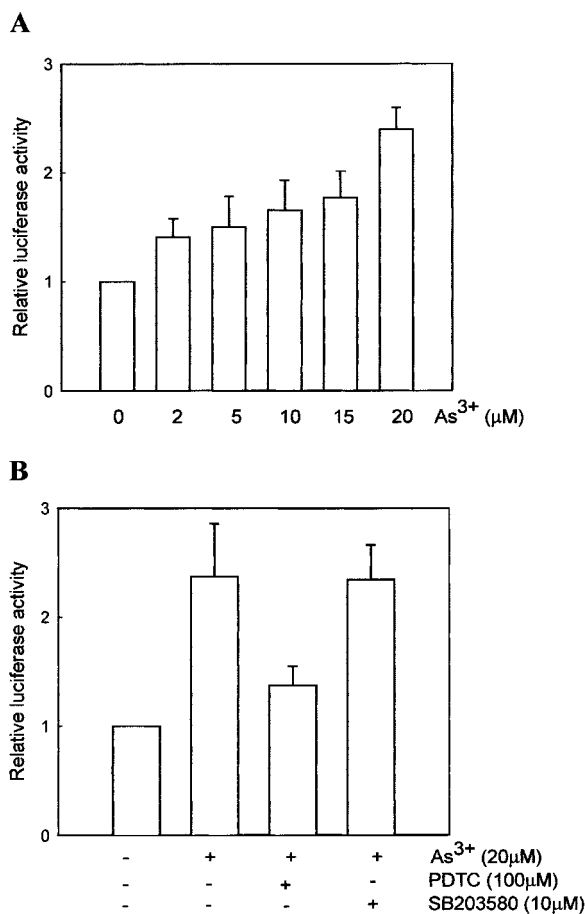 A
3
2
1
0
Relative luciferase activity
0 2 5 10 15 20 As3+ (μM)
B
3
2
1
0
Relative luciferase activity
- + + + As3+ (20μM)
- - + - PDTC (100μM)
- - - + SB203580 (10μM)